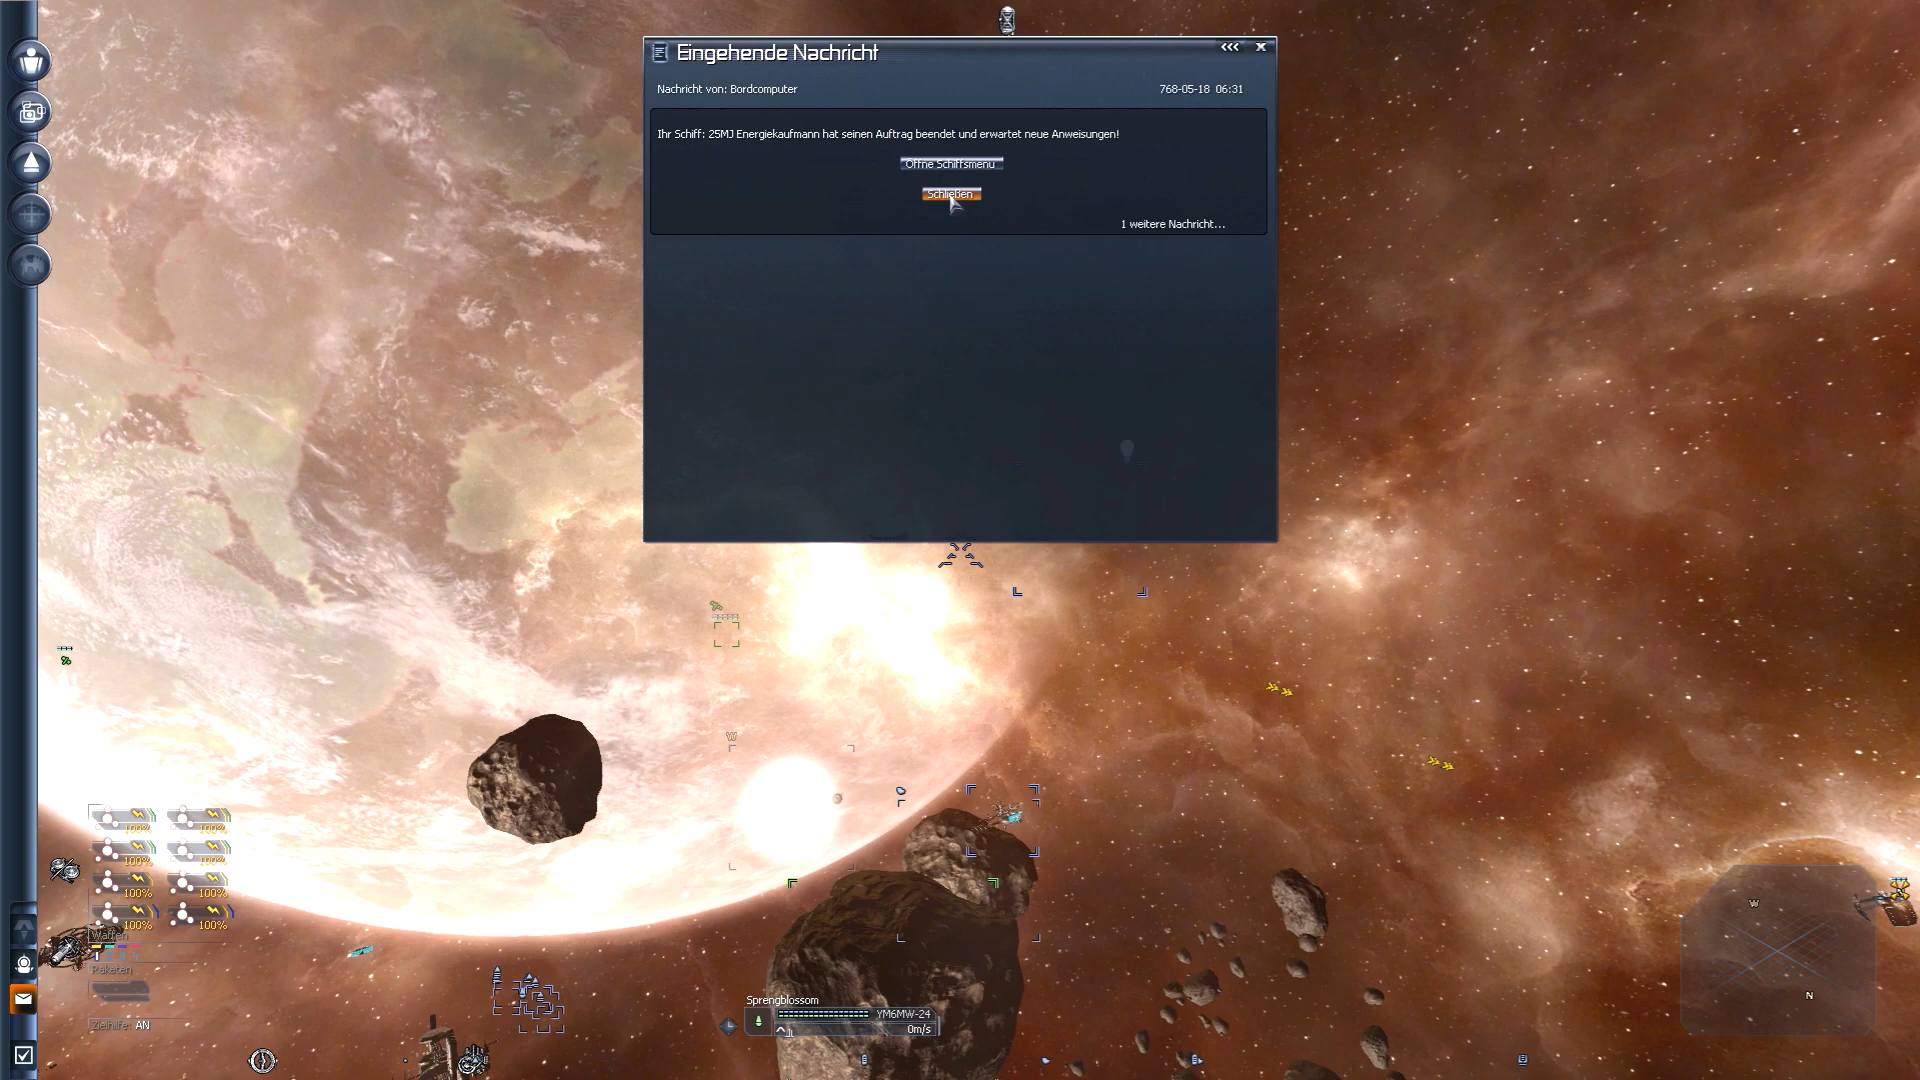 Eingehende Nachricht
Nachricht von: Bordcomputer
768-05-18 06:31
Ihr Schiff: 25MJ Energiekaufmann hat seinen Auftrag beendet und erwartet neue Anweisungen!
Öffne Schiffsmenü
Schließen
1 weitere Nachricht...
W
100% 100%
100% 100%
100% 100%
100% 100%
Waffen
Raketen
Zielhilfe: AN
Sprengblossom
YM6MW-24
0m/s
W
N